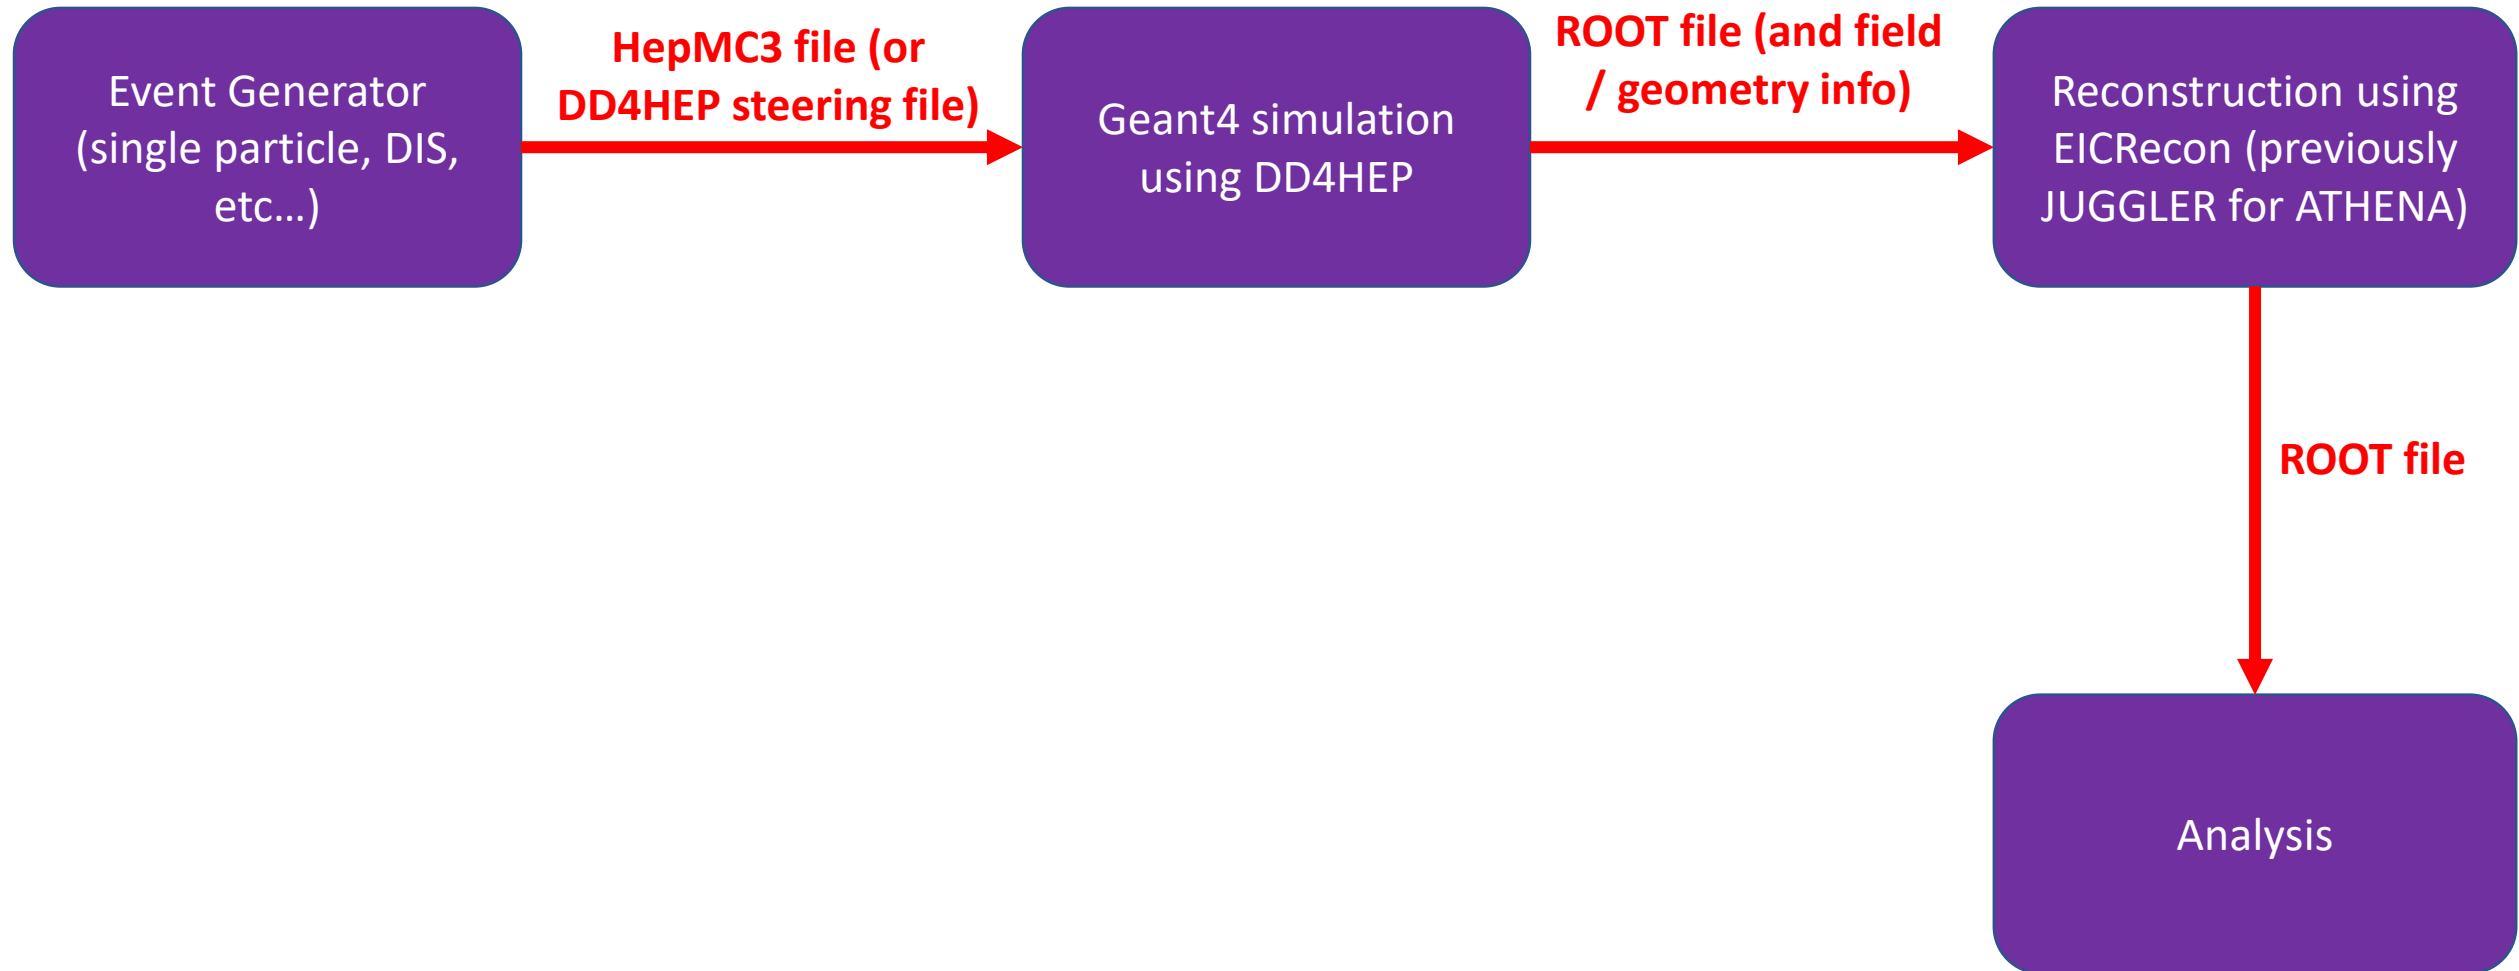 Event Generator
(single particle, DIS,
etc…)
HepMC3 file (or
DD4HEP steering file)
Geant4 simulation
using DD4HEP
ROOT file (and field
/ geometry info)
Reconstruction using
EICRecon (previously
JUGGLER for ATHENA)
ROOT file
Analysis